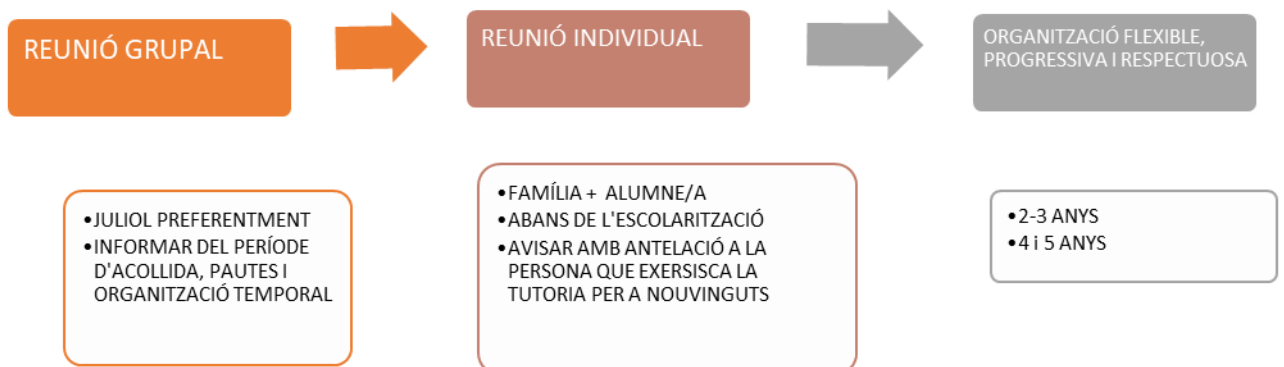 REUNIÓ GRUPAL
REUNIÓ INDIVIDUAL
ORGANITZACIÓ FLEXIBLE,
PROGRESSIVA I RESPECTUOSA
•JULIOL PREFERENTMENT
•INFORMAR DEL PERÍODE
D'ACOLLIDA, PAUTES I
ORGANITZACIÓ TEMPORAL
•FAMÍLIA + ALUMNE/A
•ABANS DE L'ESCOLARITZACIÓ
•AVISAR AMB ANTELACIÓ A LA
PERSONA QUE EXERSISCA LA
TUTORIA PER A NOUVINGUTS
•2-3 ANYS
•4 i 5 ANYS